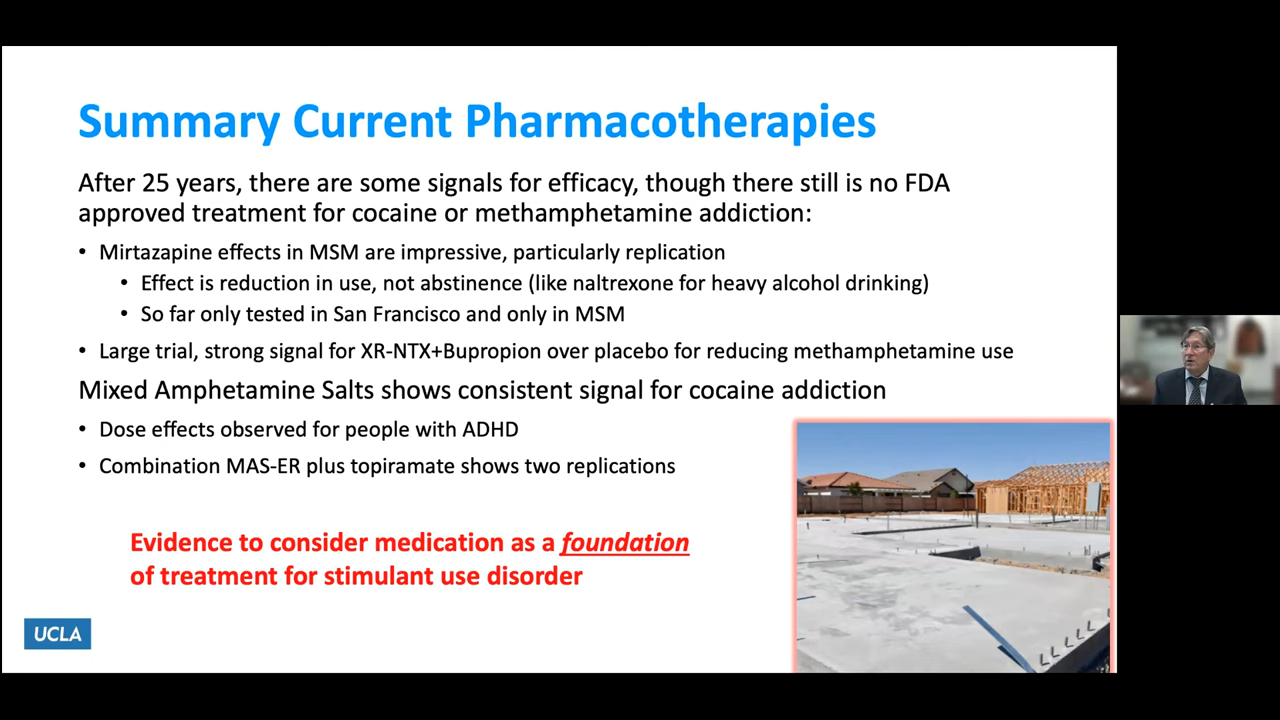 Summary Current Pharmacotherapies
After 25 years, there are some signals for efficacy, though there still is no FDA
approved treatment for cocaine or methamphetamine addiction:
• Mirtazapine effects in MSM are impressive, particularly replication
• Effect is reduction in use, not abstinence (like naltrexone for heavy alcohol drinking)
• So far only tested in San Francisco and only in MSM
• Large trial, strong signal for XR-NTX+Bupropion over placebo for reducing methamphetamine use
Mixed Amphetamine Salts shows consistent signal for cocaine addiction
• Dose effects observed for people with ADHD
• Combination MAS-ER plus topiramate shows two replications
Evidence to consider medication as a foundation
of treatment for stimulant use disorder
UCLA